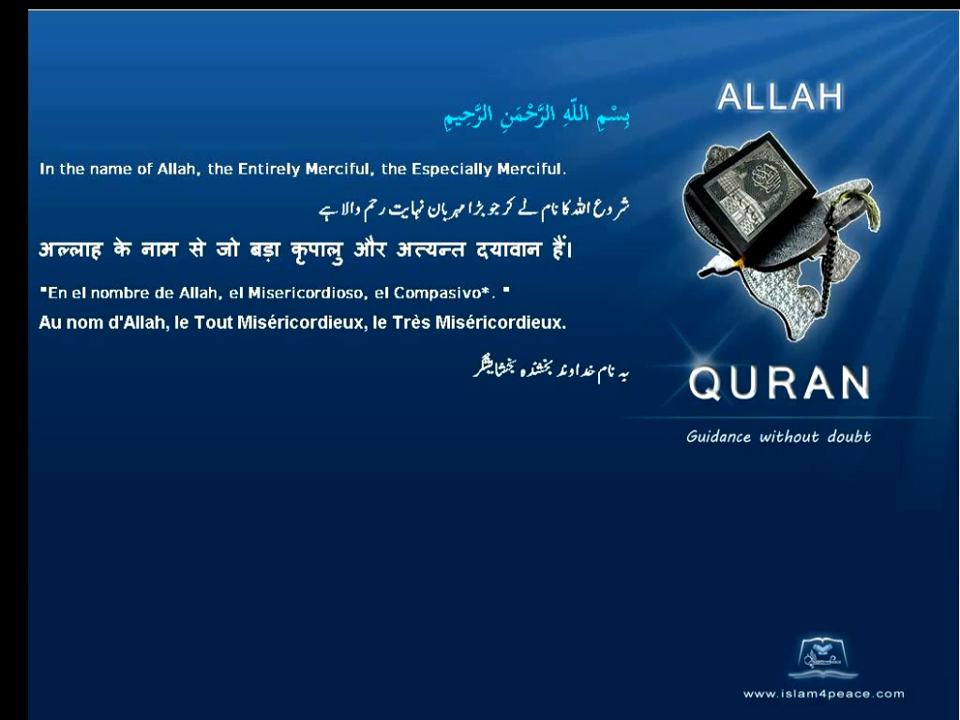 بِسْمِ اللّهِ الرَّحْمَنِ الرَّحِيمِ
In the name of Allah, the Entirely Merciful, the Especially Merciful.
شروع الله کا نام لے کر جو بڑا مہربان نہایت رحم والا ہے
अल्लाह के नाम से जो बड़ा कृपालु और अत्यन्त दयावान हैं।
"En el nombre de Allah, el Misericordioso, el Compasivo*. "
Au nom d'Allah, le Tout Miséricordieux, le Très Miséricordieux.
به نام خداوند بخشنده بخشایشگر
ALLAH
QURAN
Guidance without doubt
www.islam4peace.com